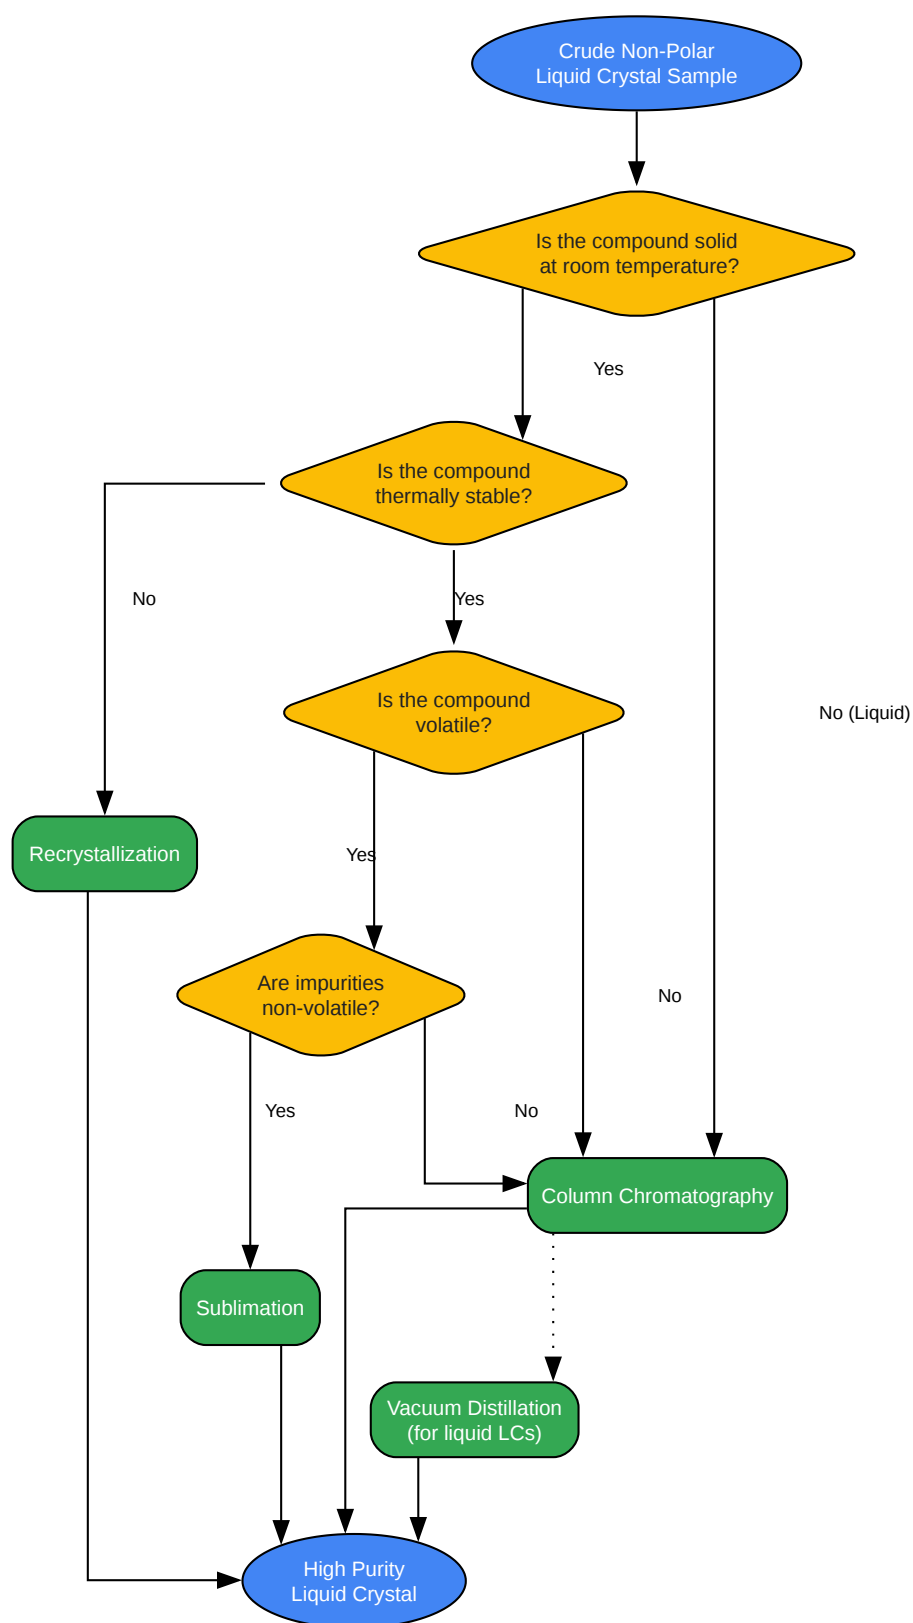 Crude Non-Polar
Liquid Crystal Sample
Is the compound solid
at room temperature?
Yes
Is the compound
thermally stable?
No
Yes
Is the compound
volatile?
No (Liquid)
Recrystallization
Yes
Are impurities
non-volatile?
No
Yes
No
Column Chromatography
Sublimation
Vacuum Distillation
(for liquid LCs)
High Purity
Liquid Crystal